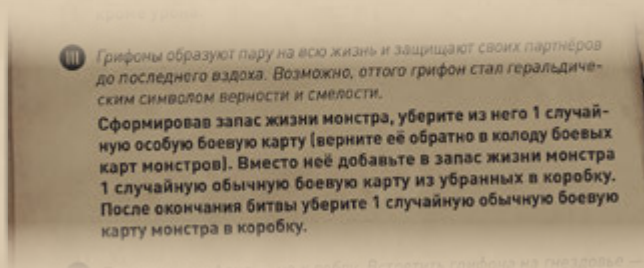 III Грифоны образуют пару на всю жизнь и защищают своих партнёров
до последнего вздоха. Возможно, оттого грифон стал геральдиче-
ским символом верности и смелости.
Сформировав запас жизни монстра, уберите из него 1 случай-
ную особую боевую карту (верните её обратно в колоду боевых
карт монстров). Вместо неё добавьте в запас жизни монстра
1 случайную обычную боевую карту из убранных в коробку.
После окончания битвы уберите 1 случайную обычную боевую
карту монстра в коробку.